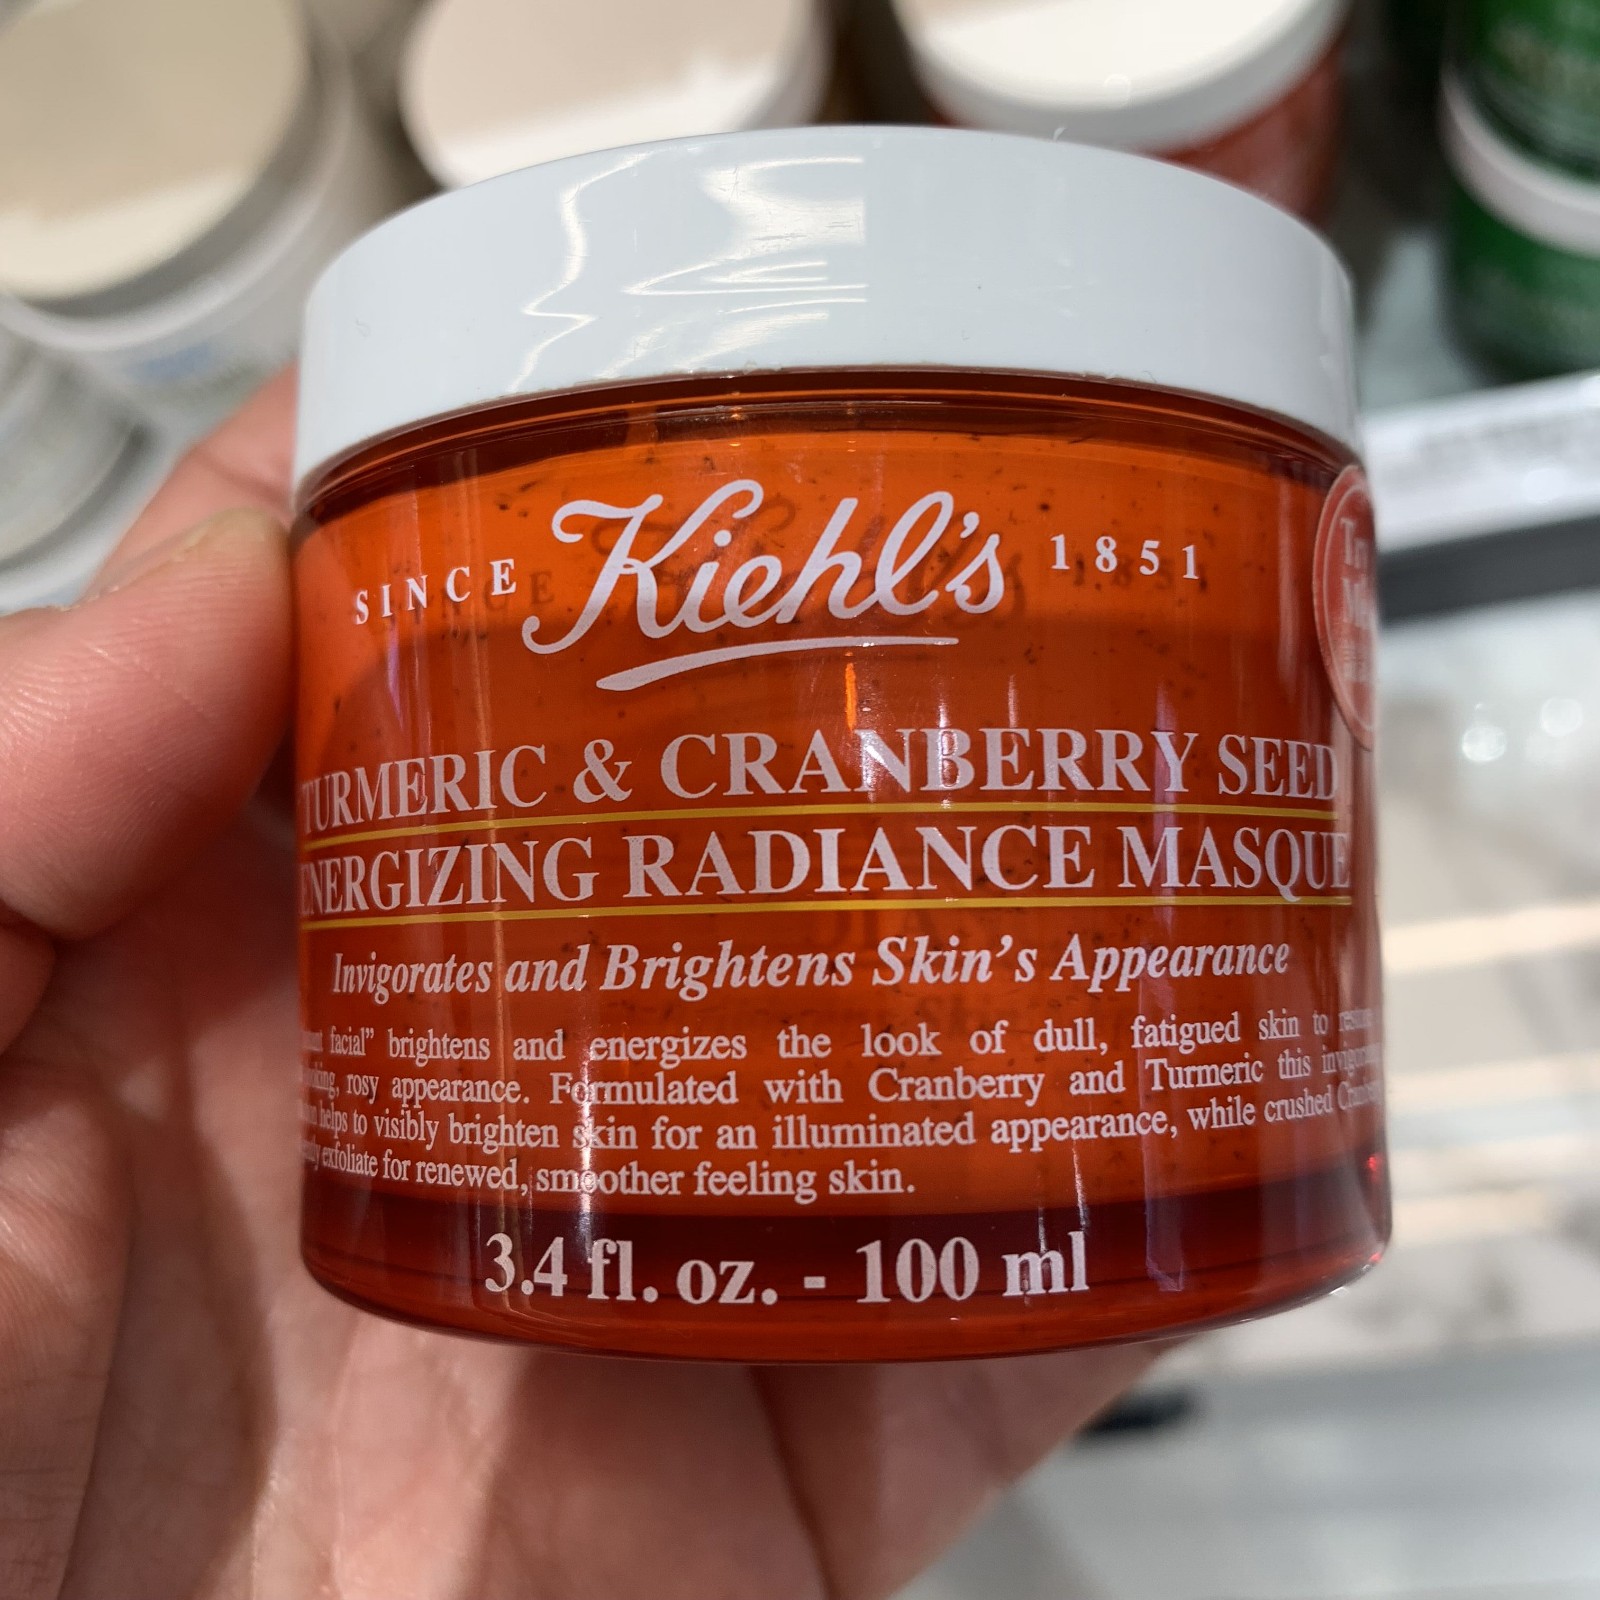 SINCE Kiehl's 1851
TURMERIC & CRANBERRY SEED
ENERGIZING RADIANCE MASQUE
Invigorates and Brightens Skin's Appearance
facial” brightens and energizes the look of dull, fatigued skin to
rosy appearance. Formulated with Cranberry and Turmeric this
helps to visibly brighten skin for an illuminated appearance, while crushed
exfoliate for renewed, smoother feeling skin.
3.4 fl. oz. - 100 ml